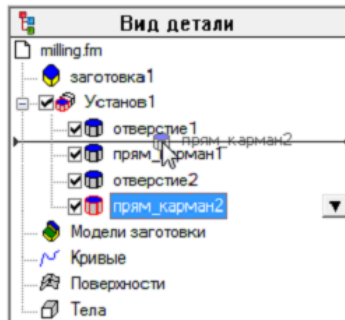 Вид детали
milling.fm
заготовка1
Установ1
отверстие1
прям_карман2
прям_карман1
отверстие2
прям_карман2
Модели заготовки
Кривые
Поверхности
Тела